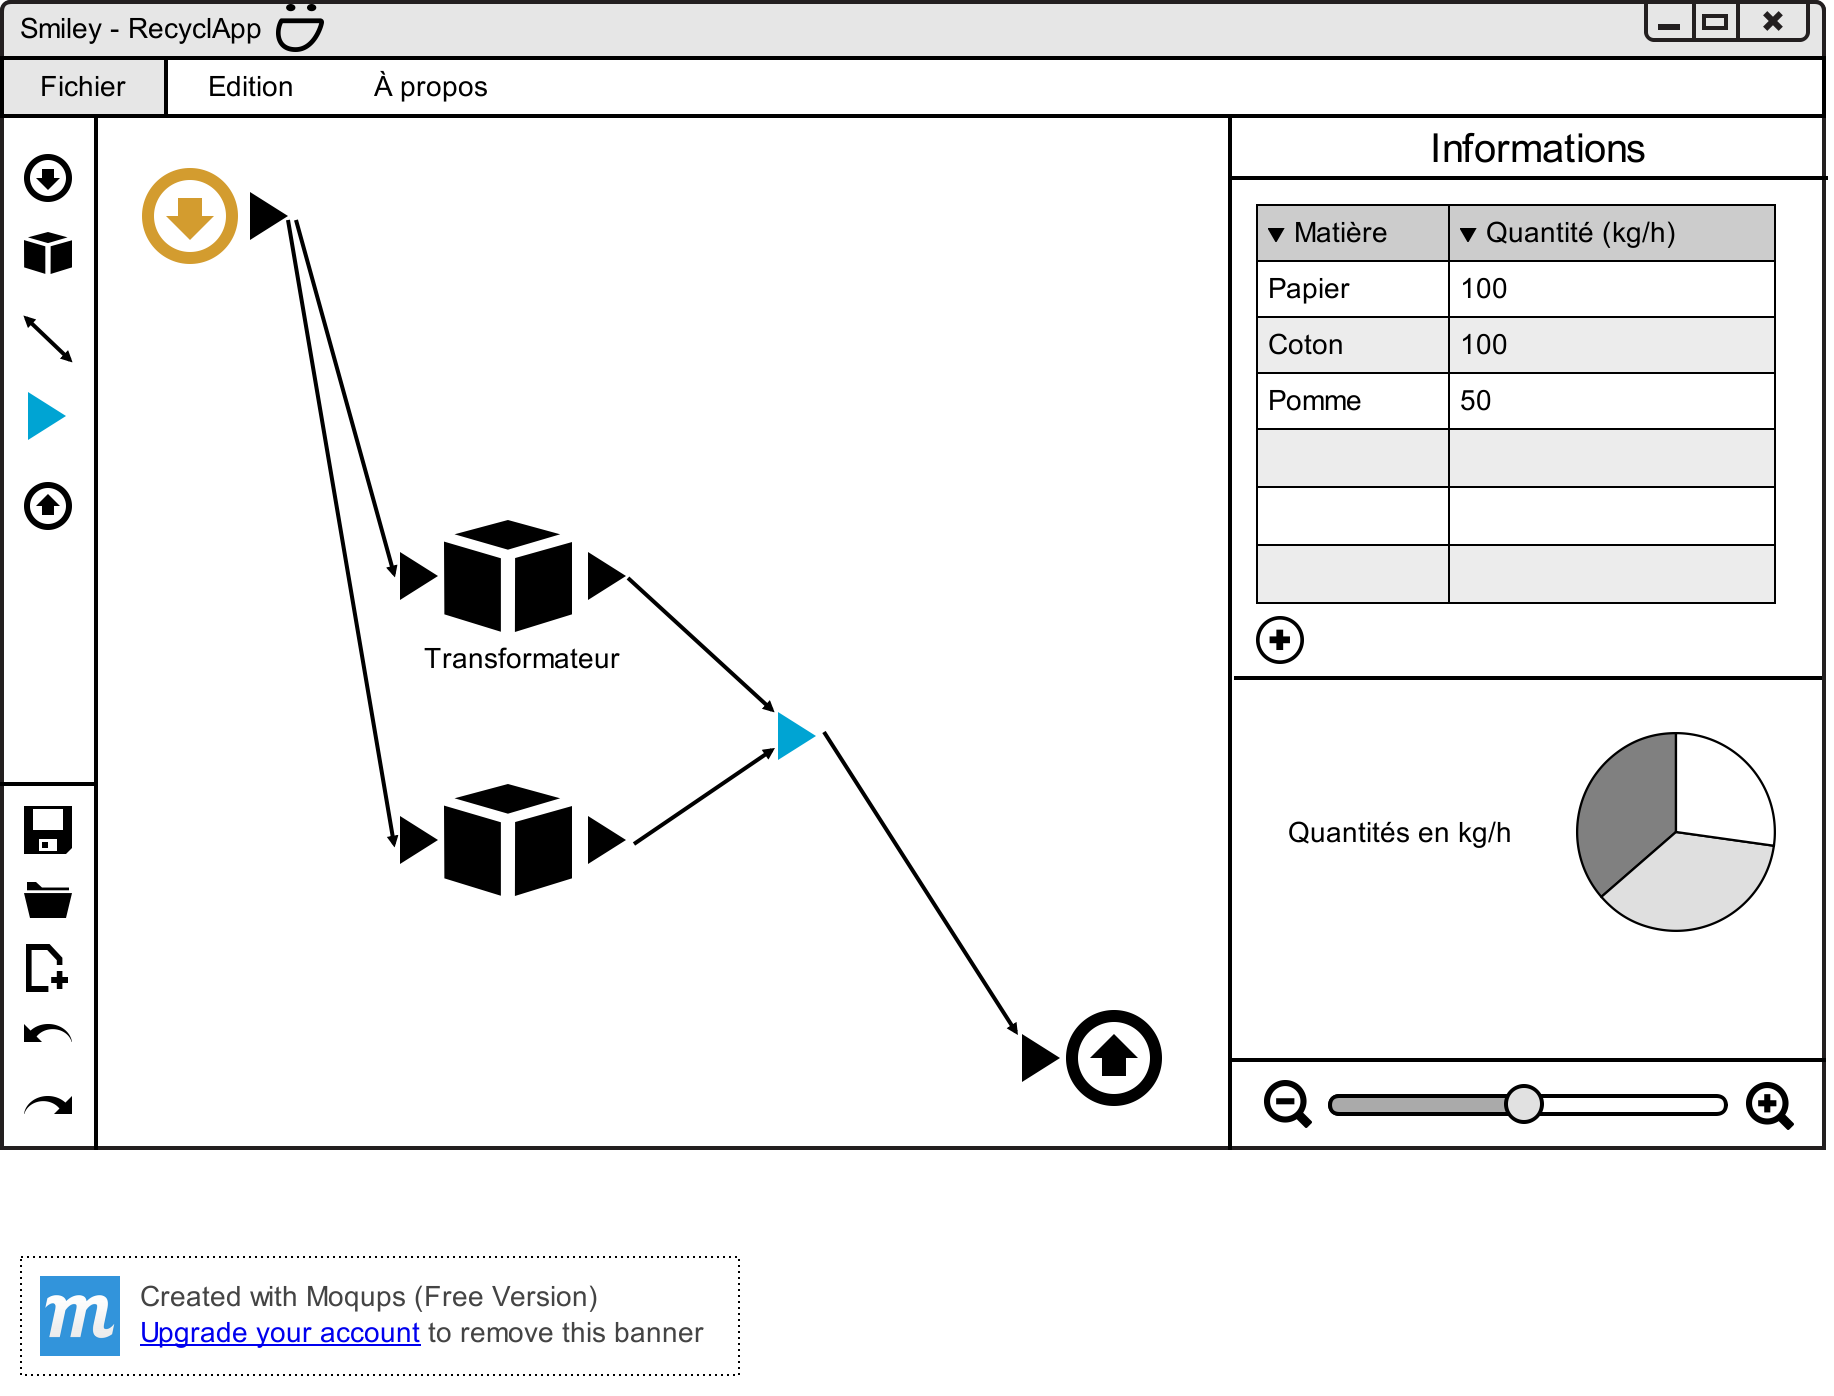 Smiley - RecyclApp
Fichier Edition À propos
Informations
Matière Quantité (kg/h)
Papier 100
Coton 100
Pomme 50
Transformateur
Quantités en kg/h
m
Created with Moqups (Free Version)
Upgrade your account to remove this banner